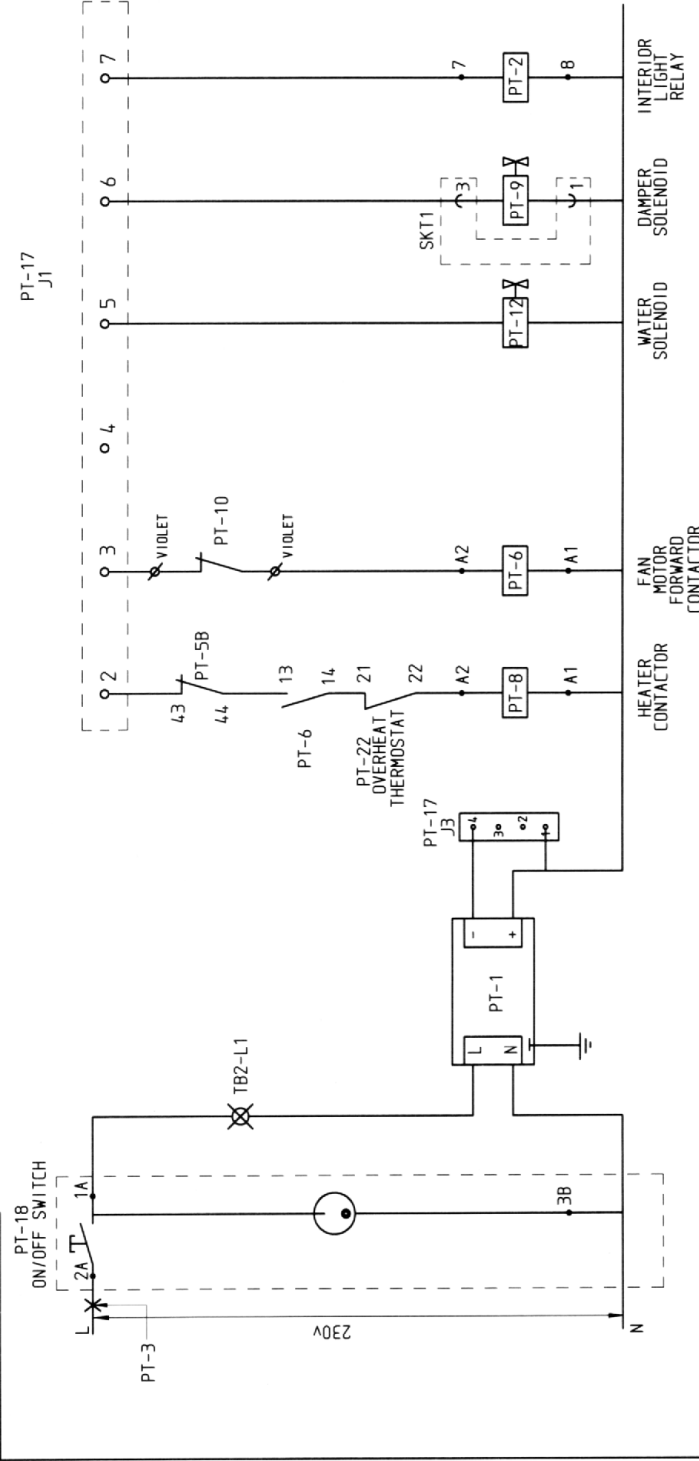 PT-18
ON/OFF SWITCH
2A
1A
L
PT-3
230v
N
3B
TB2-L1
L
N
PT-1
-
+
PT-17
J3
4
3
2
1
PT-17
J1
2
3
4
5
6
7
43
PT-5B
44
13
PT-6
14
21
PT-22
OVERHEAT
THERMOSTAT
22
A2
PT-8
A1
HEATER
CONTACTOR
VIOLET
PT-10
VIOLET
A2
PT-6
A1
FAN
MOTOR
FORWARD
CONTACTOR
PT-12
WATER
SOLENOID
SKT1
3
PT-9
1
DAMPER
SOLENOID
7
PT-2
8
INTERIOR
LIGHT
RELAY